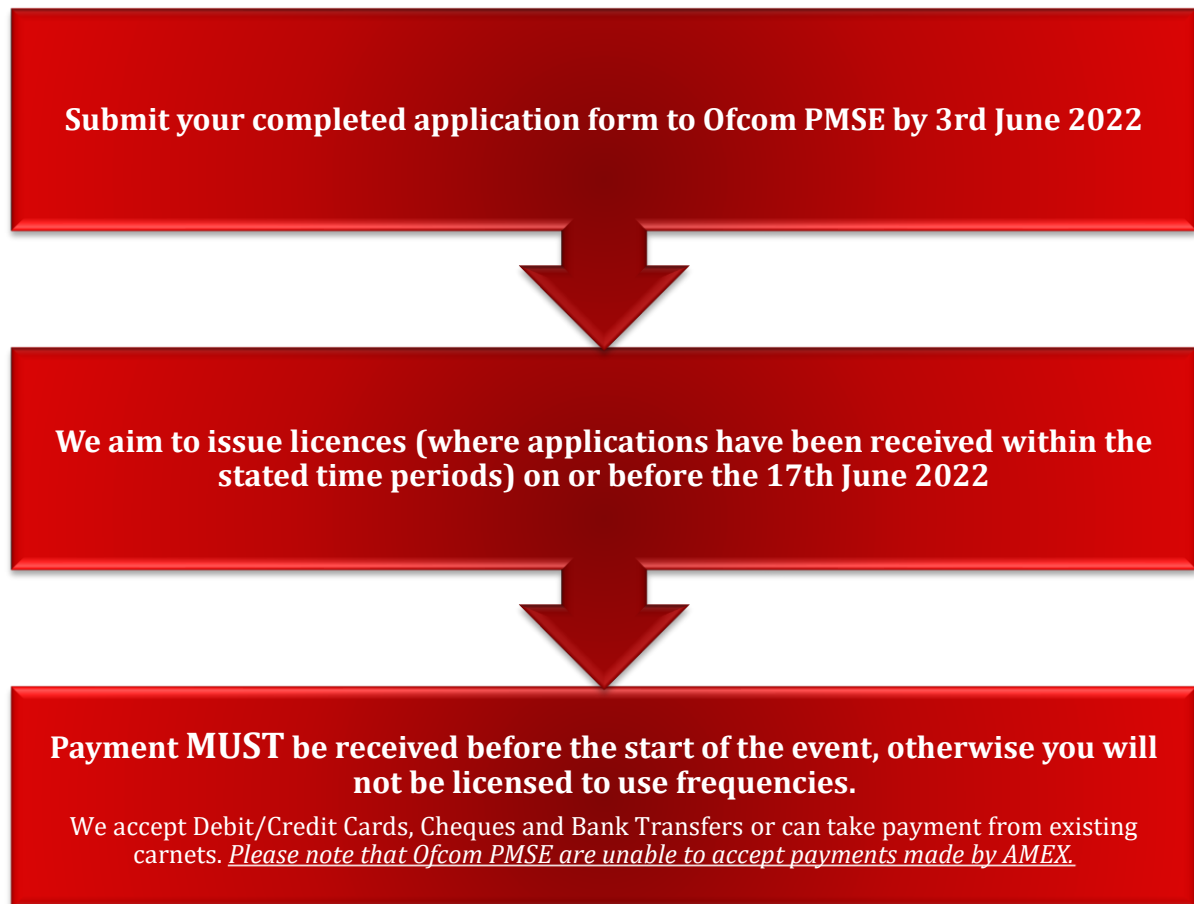 Submit your completed application form to Ofcom PMSE by 3rd June 2022
We aim to issue licences (where applications have been received within the
stated time periods) on or before the 17th June 2022
Payment MUST be received before the start of the event, otherwise you will
not be licensed to use frequencies.
We accept Debit/Credit Cards, Cheques and Bank Transfers or can take payment from existing
carnets. Please note that Ofcom PMSE are unable to accept payments made by AMEX.